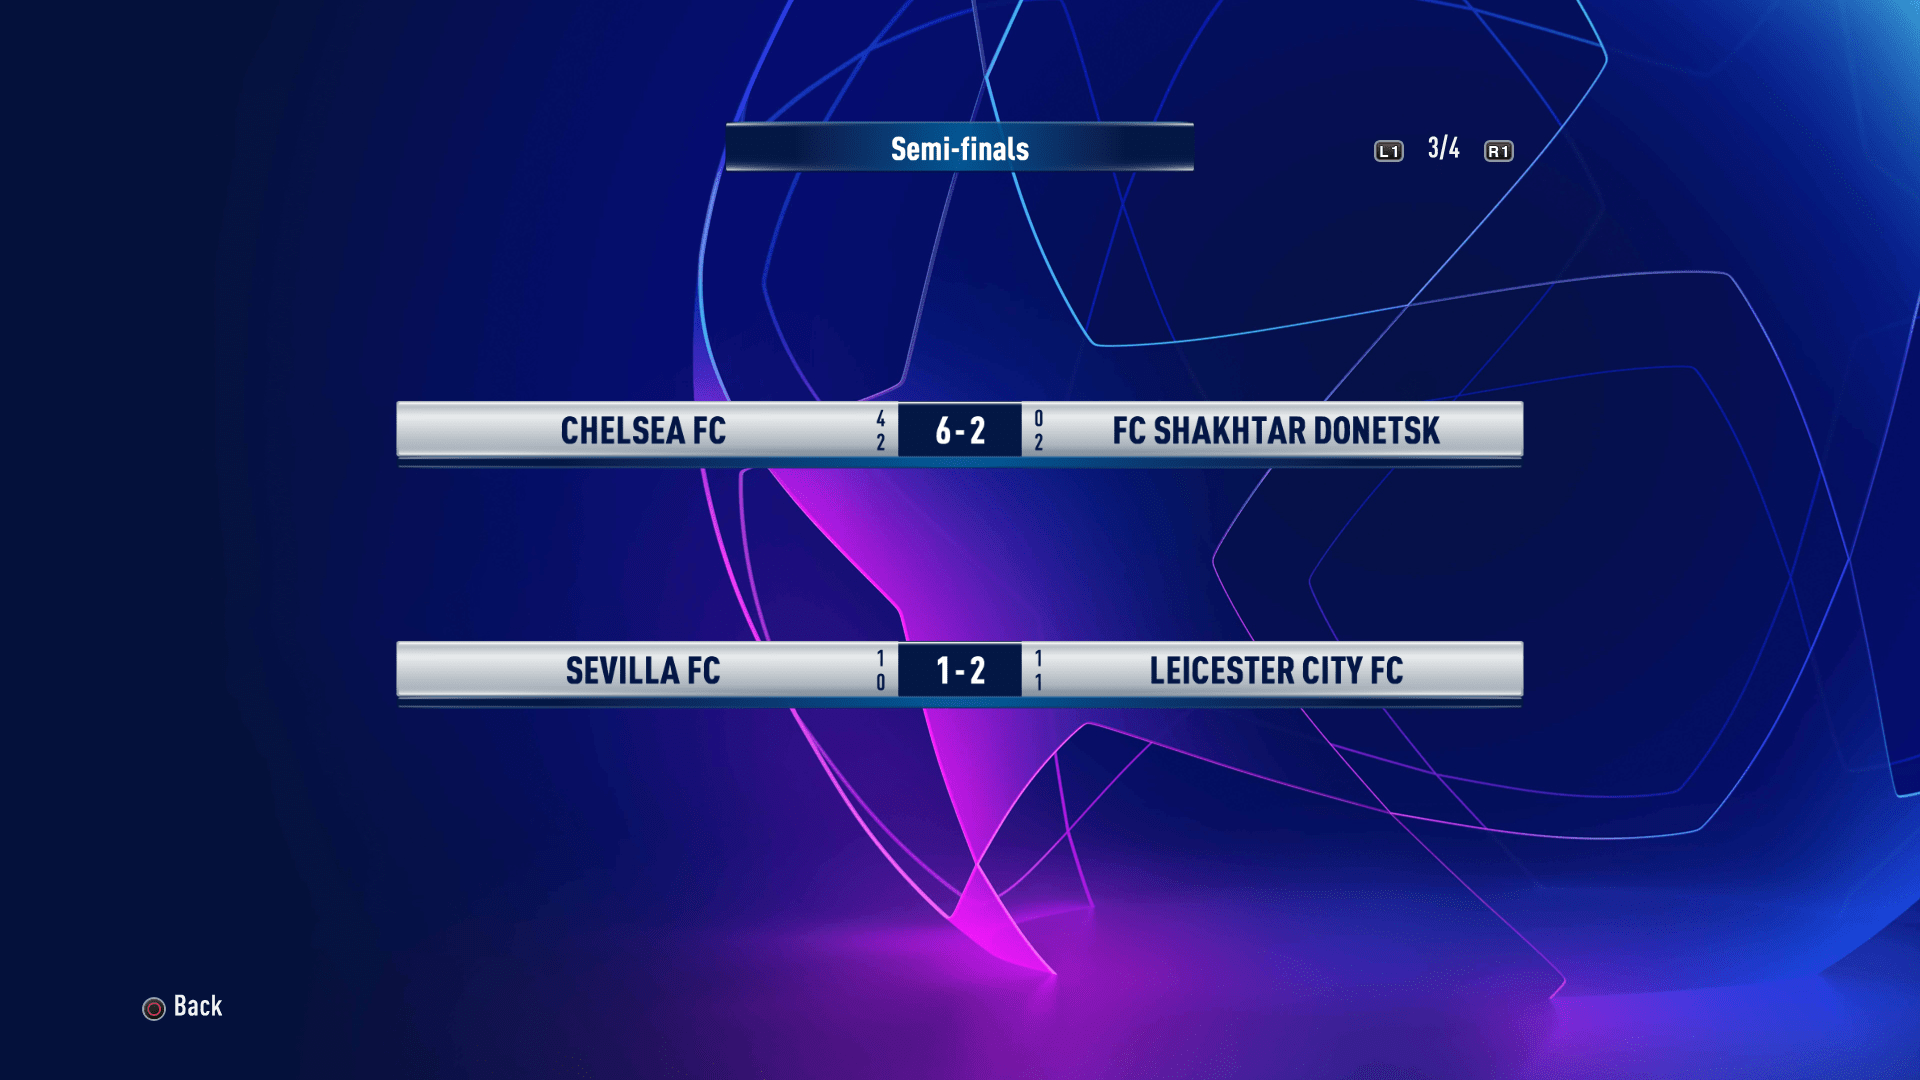 Semi-finals
L1 3/4 R1
CHELSEA FC 4 2 6-2 0 2 FC SHAKHTAR DONETSK
SEVILLA FC 1 0 1-2 1 1 LEICESTER CITY FC
Back